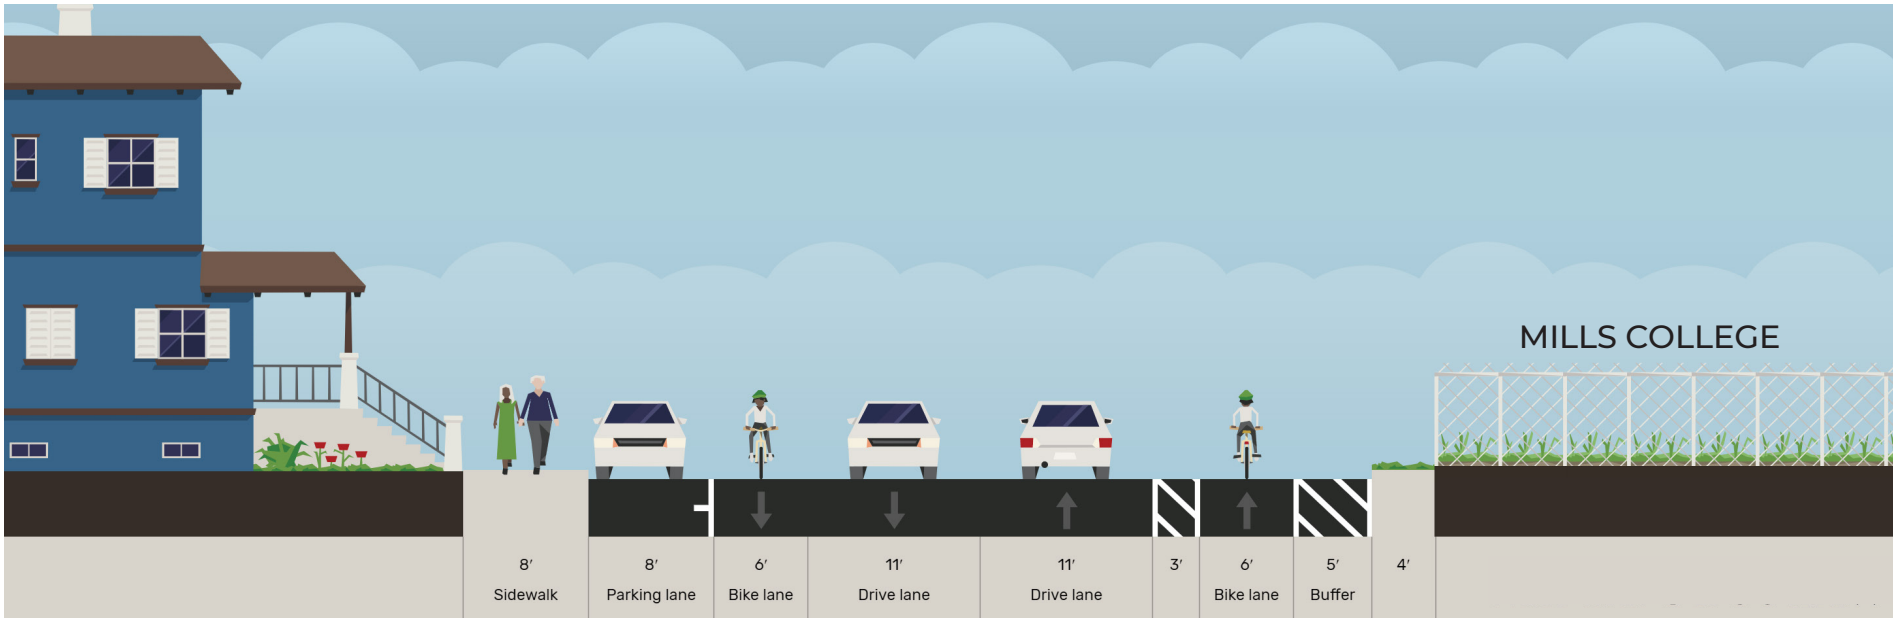 MILLS COLLEGE
8′ 8′ 6′ 11′ 11′ 3′ 6′ 5′ 4′
Sidewalk Parking lane Bike lane Drive lane Drive lane Bike lane Buffer